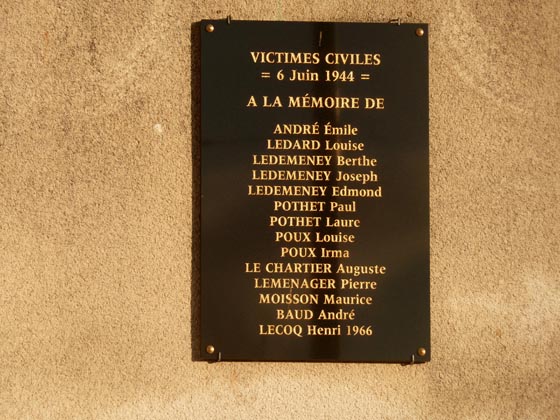 VICTIMES CIVILES
= 6 Juin 1944 =
A LA MÉMOIRE DE
ANDRÉ Émile
LEDARD Louise
LEDEMENEY Berthe
LEDEMENEY Joseph
LEDEMENEY Edmond
POTHET Paul
POTHET Laure
POUX Louise
POUX Irma
LE CHARTIER Auguste
LEMENAGER Pierre
MOISSON Maurice
BAUD André
LECOQ Henri 1966